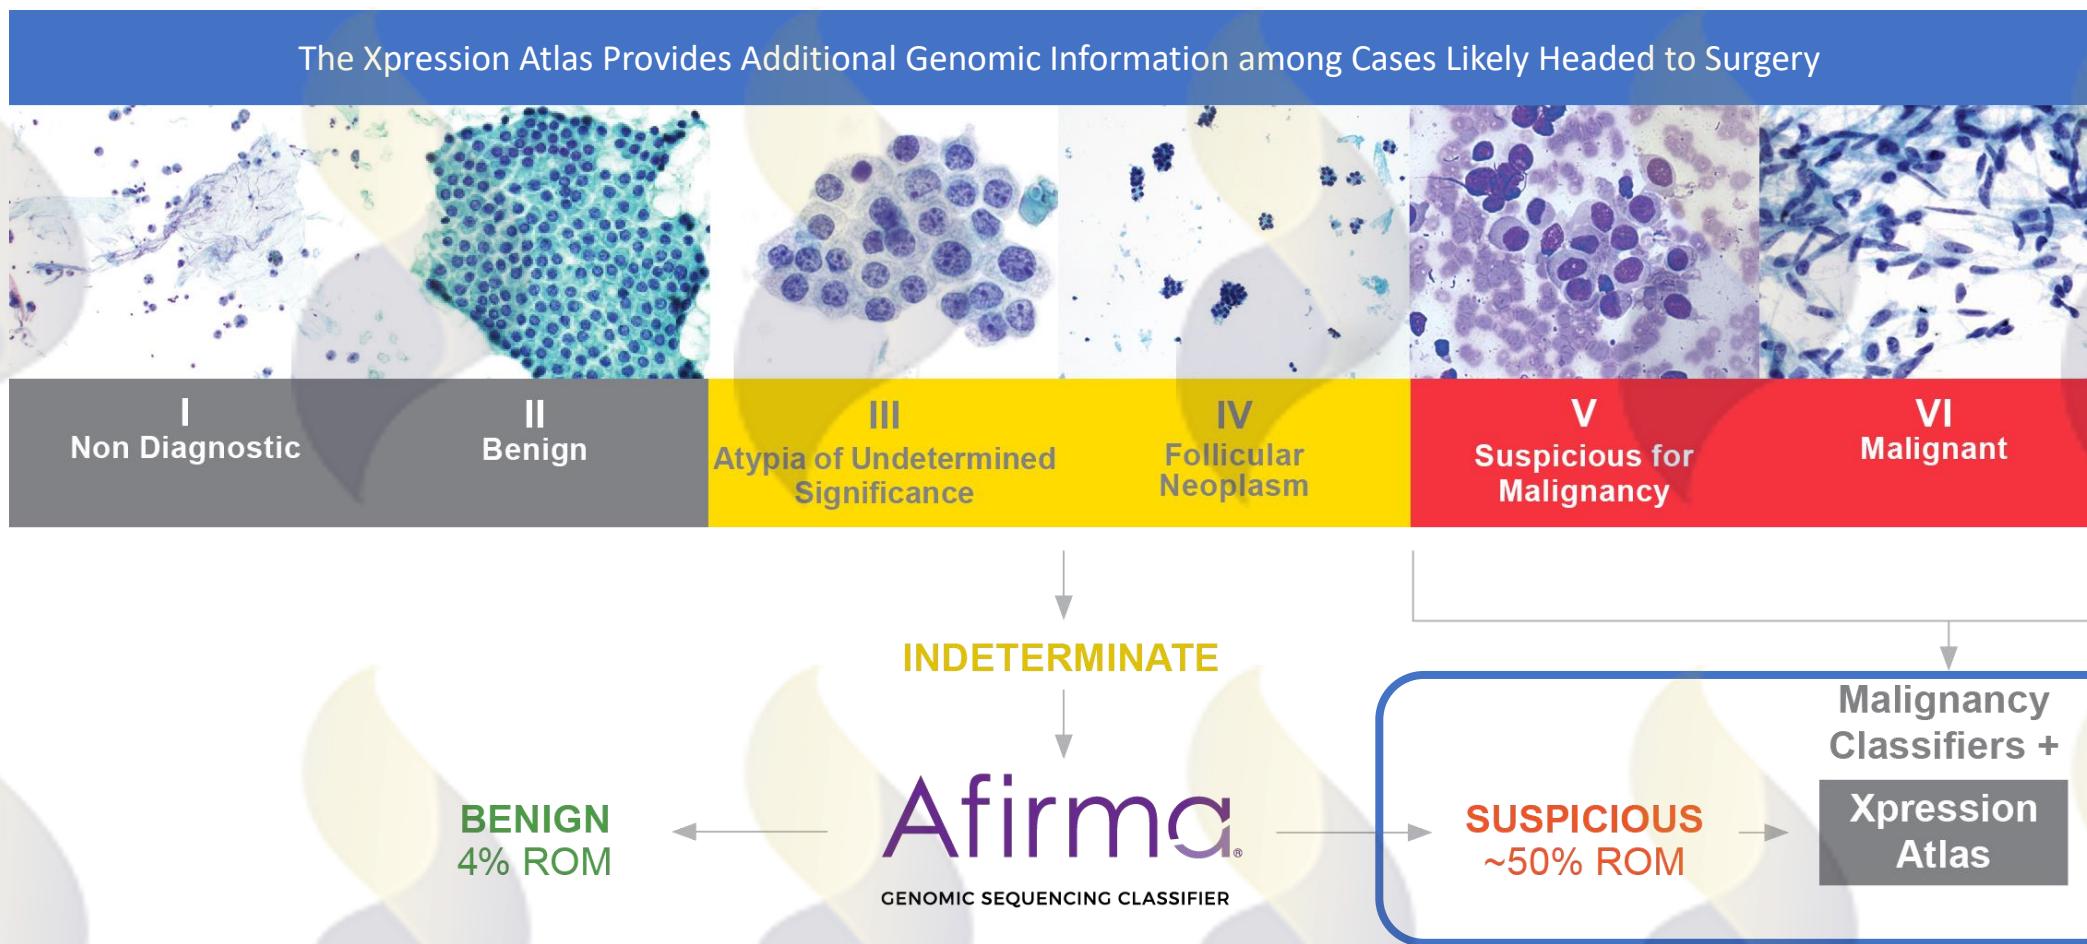 The Xpression Atlas Provides Additional Genomic Information among Cases Likely Headed to Surgery
I
Non Diagnostic
II
Benign
III
Atypia of Undetermined
Significance
IV
Follicular
Neoplasm
V
Suspicious for
Malignancy
VI
Malignant
INDETERMINATE
Malignancy
Classifiers +
Xpression
Atlas
BENIGN
4% ROM
Afirma®
GENOMIC SEQUENCING CLASSIFIER
SUSPICIOUS
~50% ROM